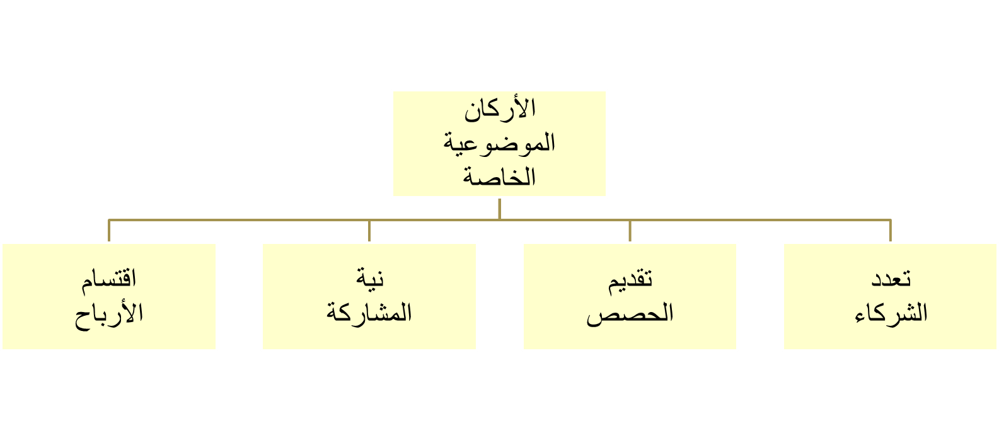 الأركان
الموضوعية
الخاصة
تعدد
الشركاء
تقديم
الحصص
نية
المشاركة
اقتسام
الأرباح